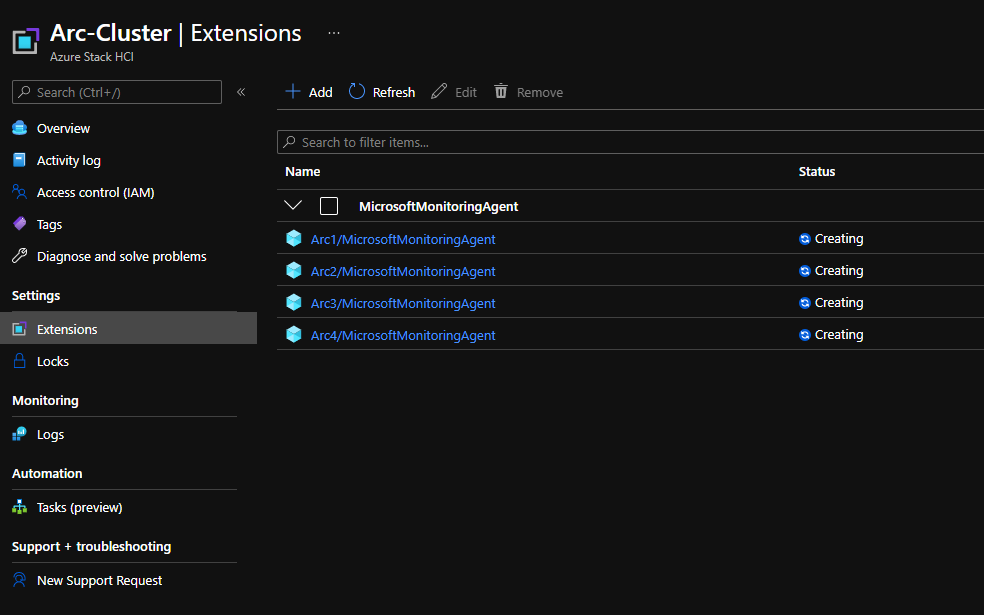 Arc-Cluster | Extensions ...
Azure Stack HCI
Search (Ctrl+/)
«
Add
Refresh
Edit
Remove
Overview
Activity log
Access control (IAM)
Tags
Diagnose and solve problems
Settings
Extensions
Locks
Monitoring
Logs
Automation
Tasks (preview)
Support + troubleshooting
New Support Request
Search to filter items...
Name Status
MicrosoftMonitoringAgent
Arc1/MicrosoftMonitoringAgent Creating
Arc2/MicrosoftMonitoringAgent Creating
Arc3/MicrosoftMonitoringAgent Creating
Arc4/MicrosoftMonitoringAgent Creating